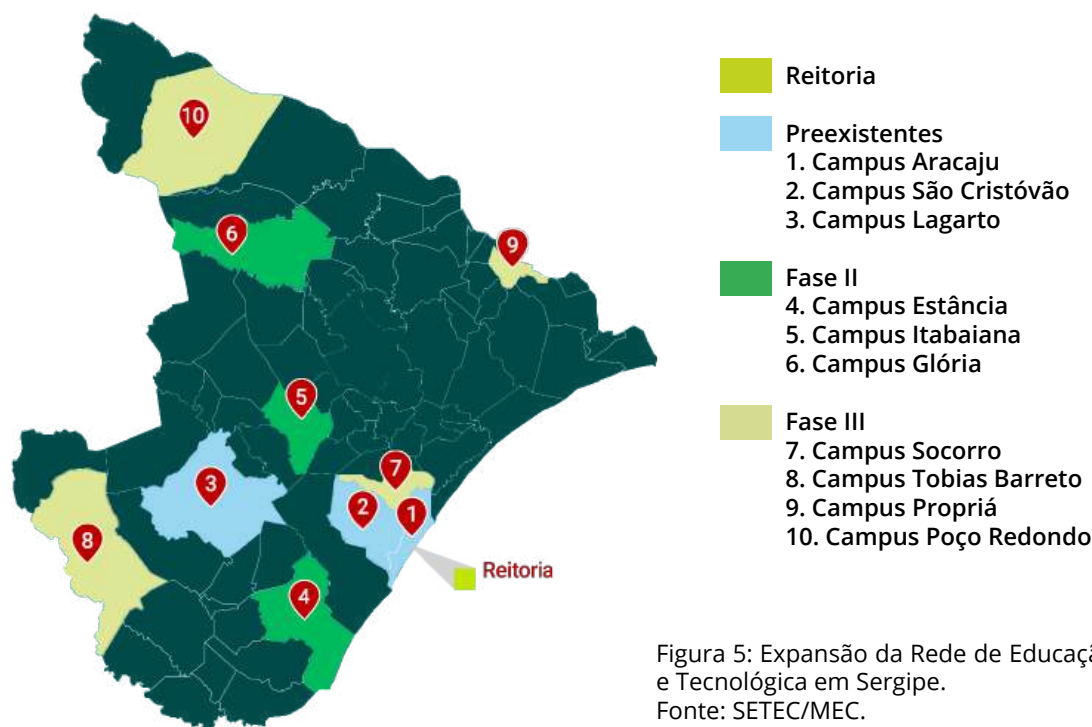 10
6
9
5
7
3
2
1
8
Reitoria
4
Reitoria
Preexistentes
1. Campus Aracaju
2. Campus São Cristóvão
3. Campus Lagarto
Fase II
4. Campus Estância
5. Campus Itabaiana
6. Campus Glória
Fase III
7. Campus Socorro
8. Campus Tobias Barreto
9. Campus Propriá
10. Campus Poço Redondo
Figura 5: Expansão da Rede de Educaçã
e Tecnológica em Sergipe.
Fonte: SETEC/MEC.